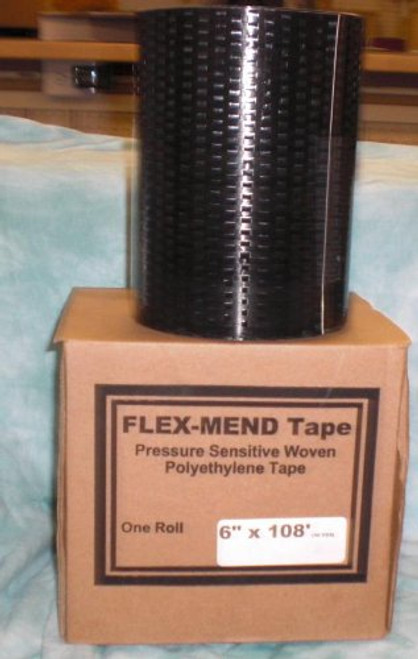 FLEX-MEND Tape
Pressure Sensitive Woven
Polyethylene Tape
One Roll
6" x 108'